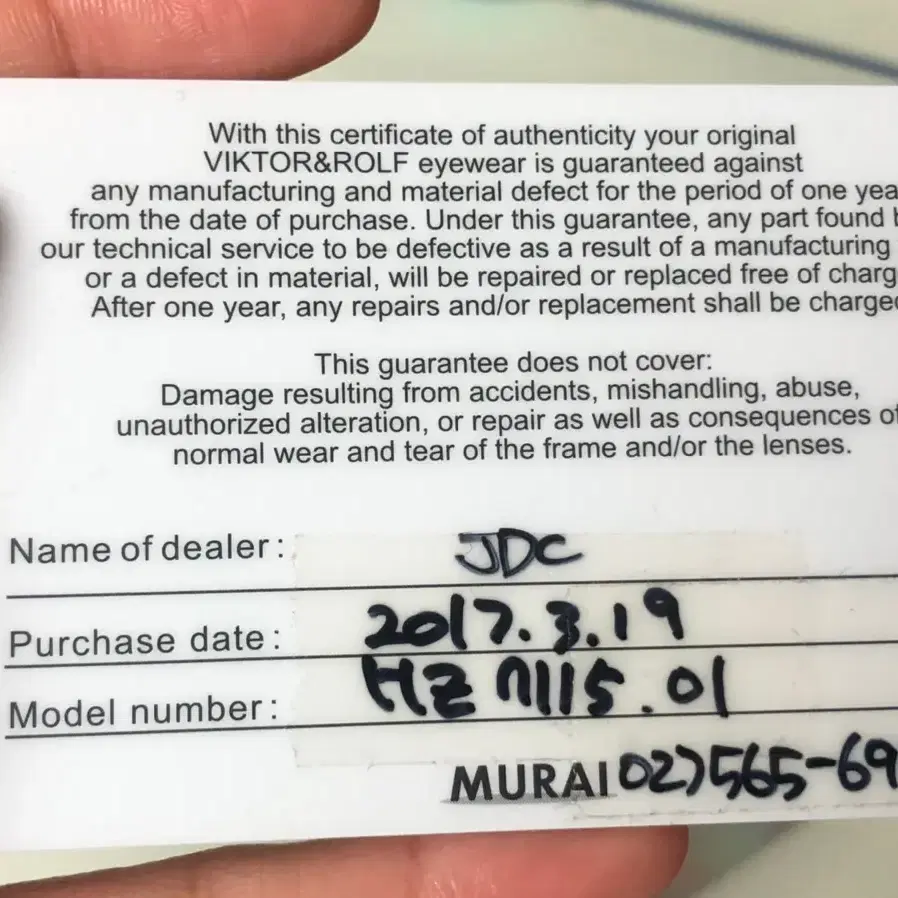 With this certificate of authenticity your original
VIKTOR&ROLF eyewear is guaranteed against
any manufacturing and material defect for the period of one yea
from the date of purchase. Under this guarantee, any part found
our technical service to be defective as a result of a manufacturing
or a defect in material, will be repaired or replaced free of charg
After one year, any repairs and/or replacement shall be charge
This guarantee does not cover:
Damage resulting from accidents, mishandling, abuse,
unauthorized alteration, or repair as well as consequences of
normal wear and tear of the frame and/or the lenses.
Name of dealer: JDC
Purchase date: 2017.3.19
Model number: HZ 7115.01
MURAI 02)565-69